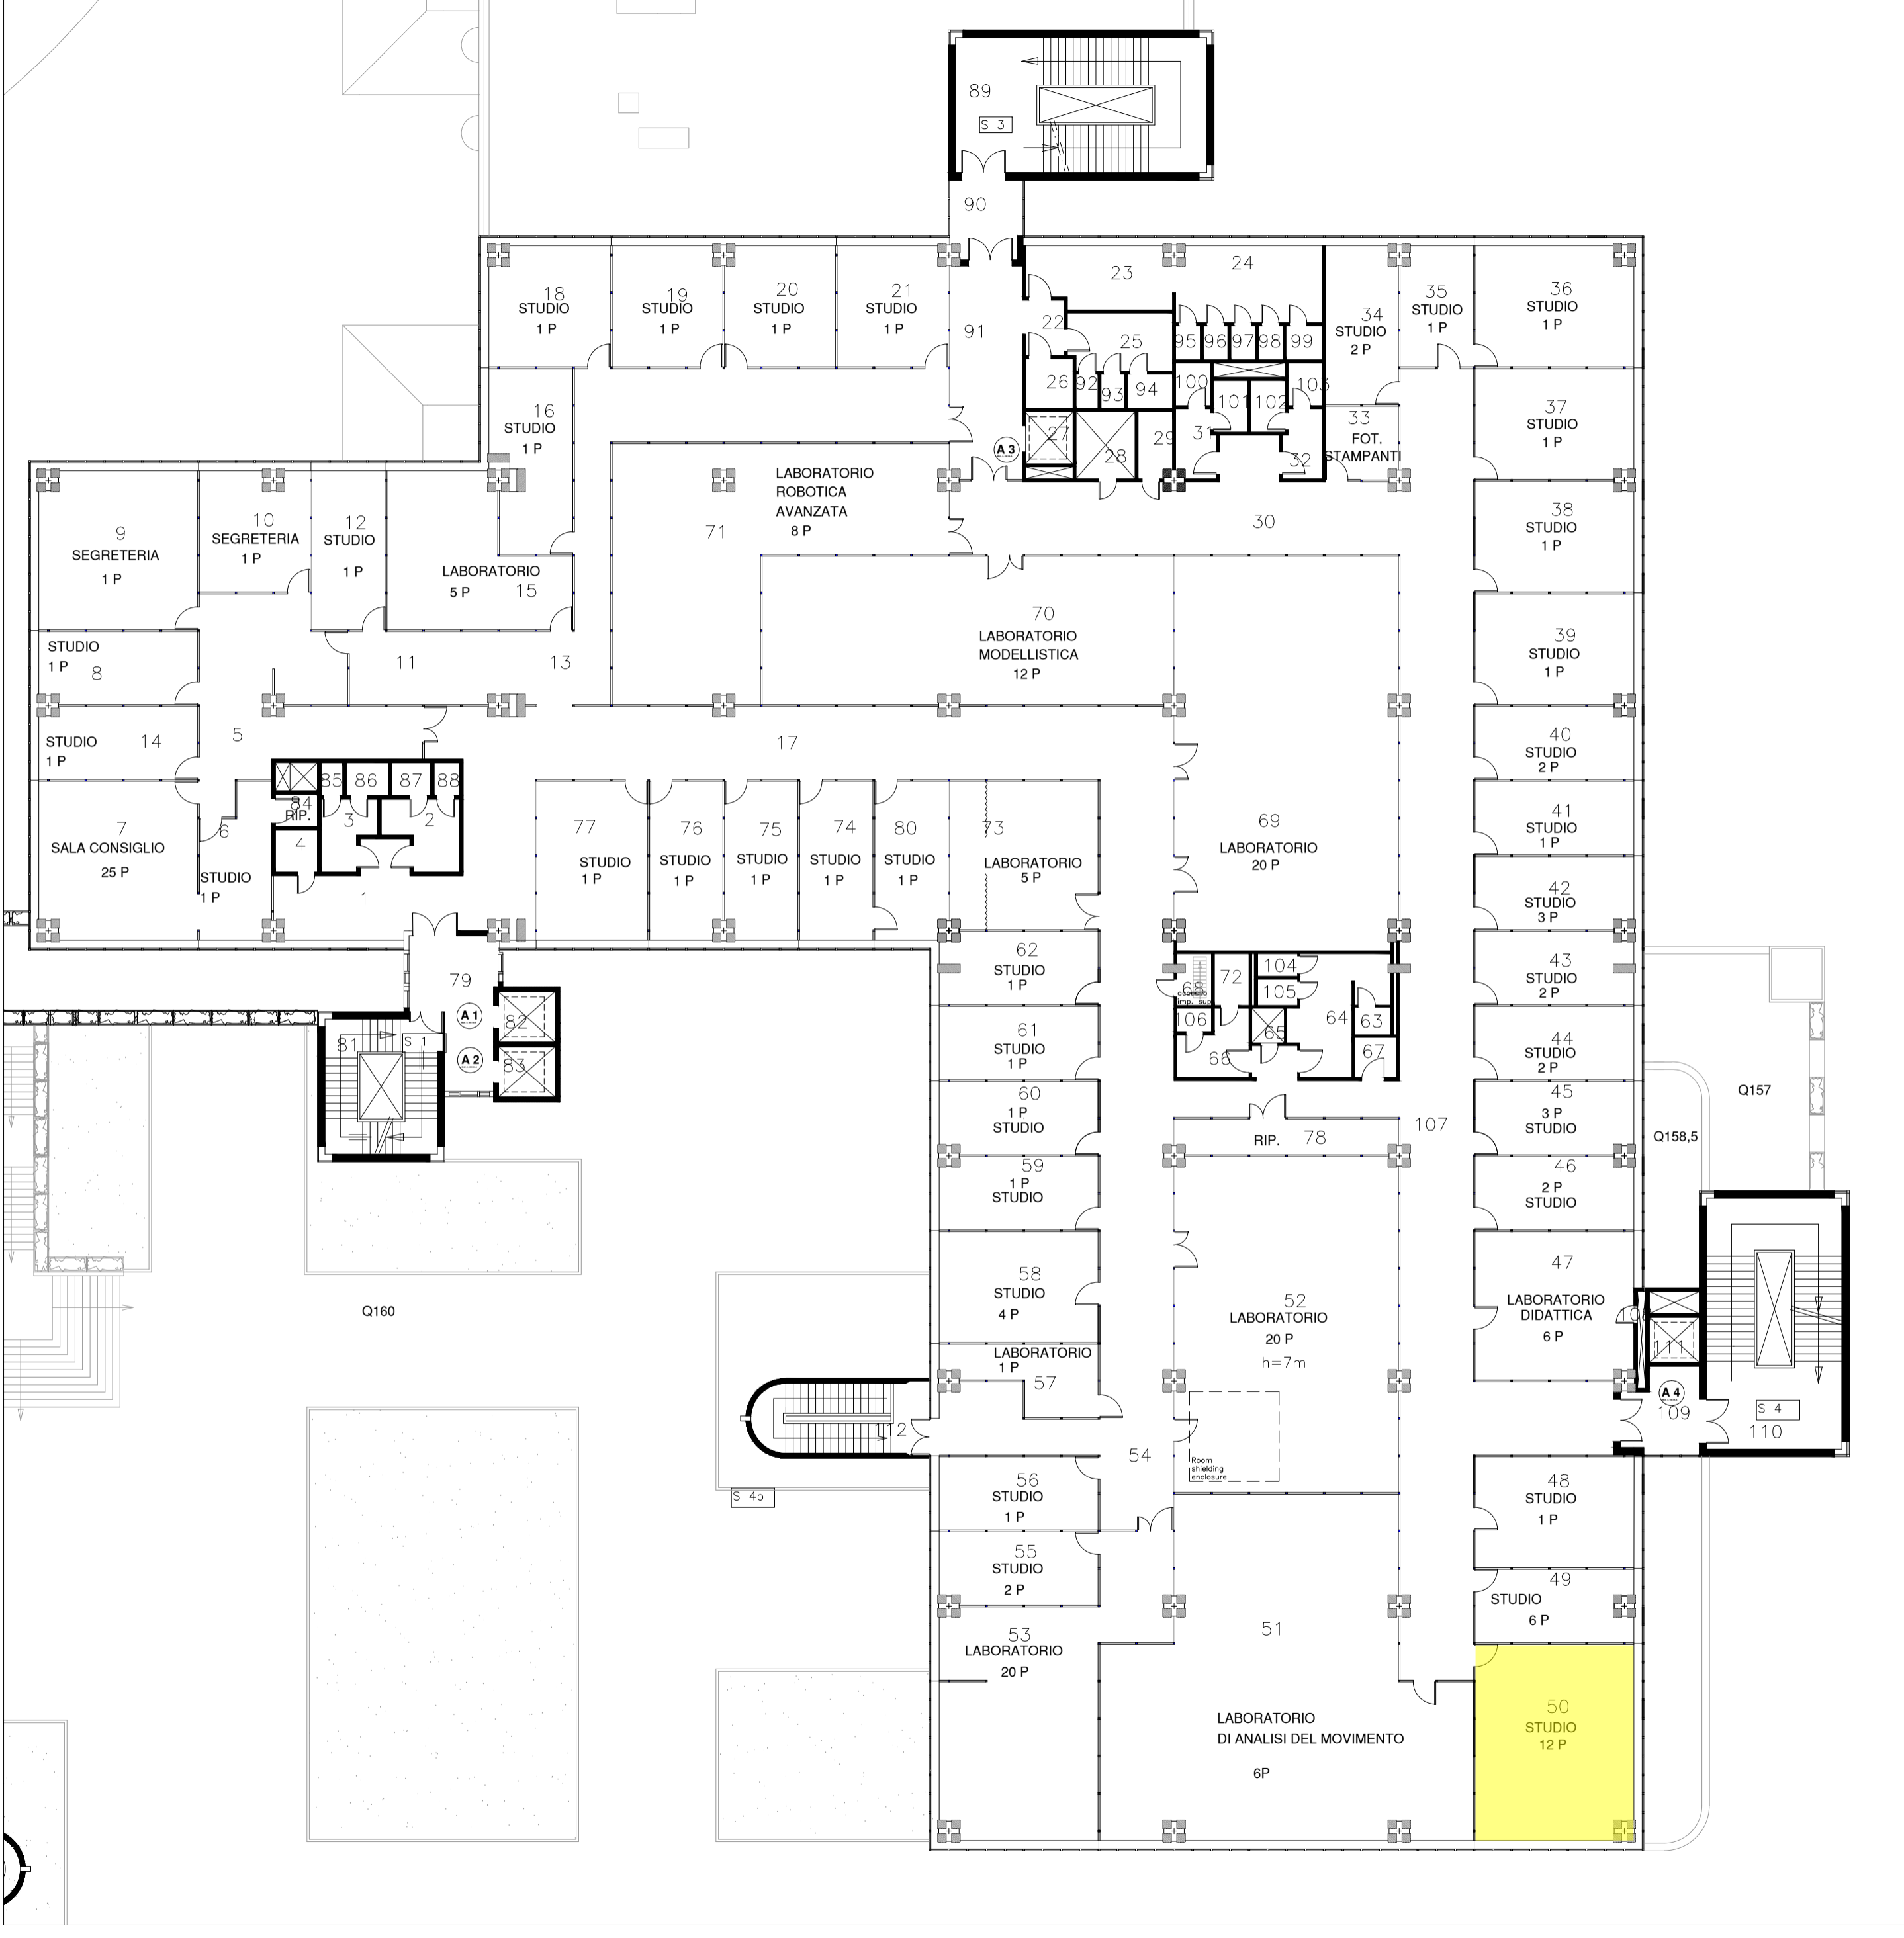 89
S 3
90
18
STUDIO
1 P
19
STUDIO
1 P
20
STUDIO
1 P
21
STUDIO
1 P
91
22
23
24
25
26
27
28
29
92
93
94
95
96
97
98
99
100
101
102
103
31
32
A 3
34
STUDIO
2 P
35
STUDIO
1 P
36
STUDIO
1 P
33
FOT.
STAMPANTI
37
STUDIO
1 P
16
STUDIO
1 P
9
SEGRETERIA
1 P
10
SEGRETERIA
1 P
12
STUDIO
1 P
LABORATORIO
5 P
15
LABORATORIO
ROBOTICA
AVANZATA
8 P
71
30
38
STUDIO
1 P
STUDIO
1 P
8
11
13
70
LABORATORIO
MODELLISTICA
12 P
39
STUDIO
1 P
STUDIO
1 P
14
5
17
40
STUDIO
2 P
85
86
87
88
84
RIP.
3
2
4
6
7
SALA CONSIGLIO
25 P
STUDIO
1 P
1
77
STUDIO
1 P
76
STUDIO
1 P
75
STUDIO
1 P
74
STUDIO
1 P
80
STUDIO
1 P
73
LABORATORIO
5 P
69
LABORATORIO
20 P
41
STUDIO
1 P
42
STUDIO
3 P
79
A 1
A 2
82
83
81
S 1
62
STUDIO
1 P
61
STUDIO
1 P
60
1 P
STUDIO
59
1 P
STUDIO
68
72
104
105
106
65
64
63
66
67
43
STUDIO
2 P
44
STUDIO
2 P
45
3 P
STUDIO
46
2 P
STUDIO
RIP.
78
107
Q157
Q158,5
Q160
58
STUDIO
4 P
LABORATORIO
1 P
57
52
LABORATORIO
20 P
h=7m
Room
shielding
enclosure
47
LABORATORIO
DIDATTICA
6 P
111
A 4
109
S 4
110
S 4b
54
56
STUDIO
1 P
55
STUDIO
2 P
53
LABORATORIO
20 P
51
LABORATORIO
DI ANALISI DEL MOVIMENTO
6P
48
STUDIO
1 P
49
STUDIO
6 P
50
STUDIO
12 P